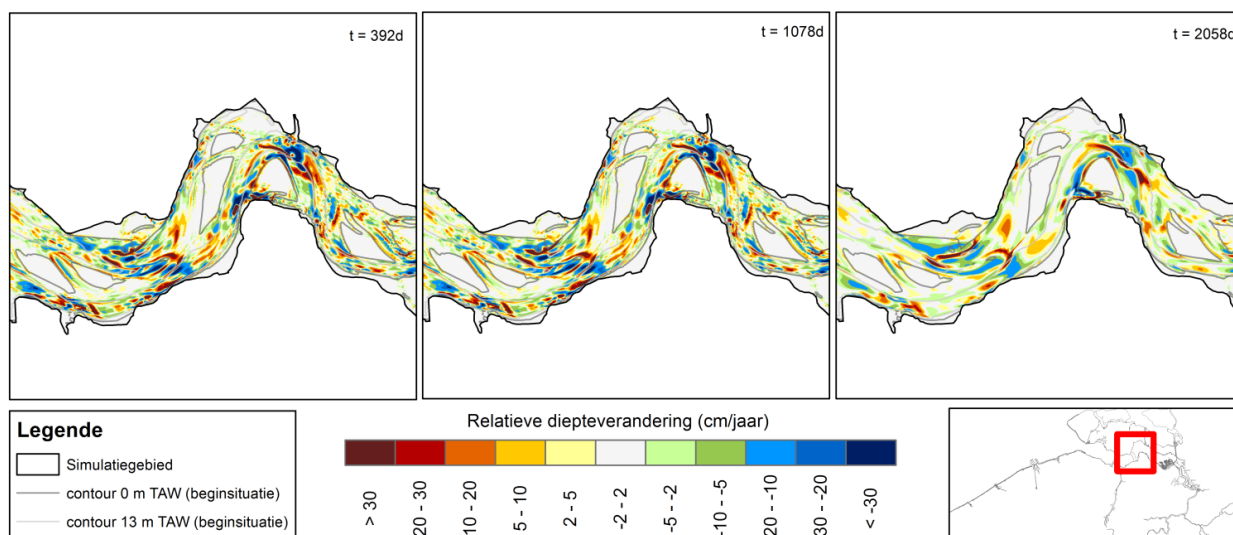 t = 392d
t = 1078d
t = 2058d
Legende
Simulatiegebied
contour 0 m TAW (beginsituatie)
contour 13 m TAW (beginsituatie)
Relatieve diepteverandering (cm/jaar)
> 30
20 - 30
10 - 20
5 - 10
2 - 5
-2 - 2
-5 - -2
-10 - -5
-20 - -10
-30 - -20
< -30